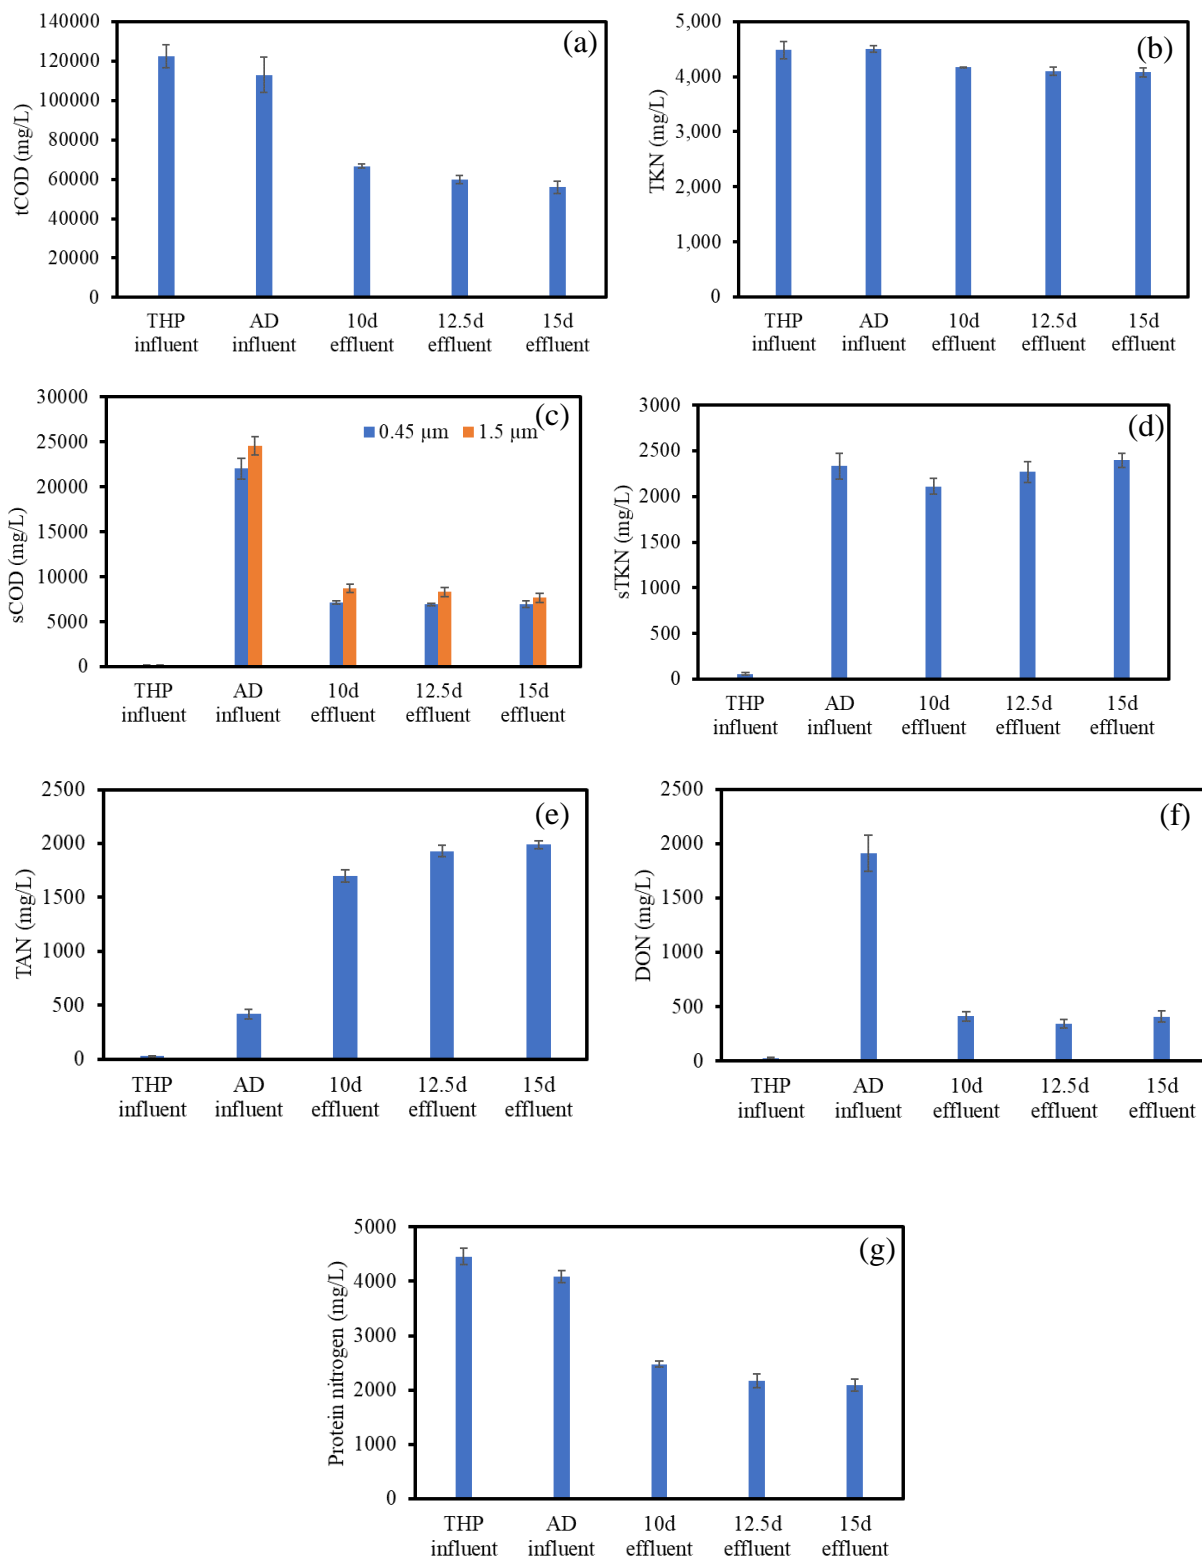 (a)
tCOD (mg/L)
140000
120000
100000
80000
60000
40000
20000
0
THP AD 10d 12.5d 15d
influent influent effluent effluent effluent
(b)
TKN (mg/L)
5,000
4,000
3,000
2,000
1,000
0
THP AD 10d 12.5d 15d
influent influent effluent effluent effluent
(c)
0.45 µm 1.5 µm
sCOD (mg/L)
30000
25000
20000
15000
10000
5000
0
THP AD 10d 12.5d 15d
influent influent effluent effluent effluent
(d)
sTKN (mg/L)
3000
2500
2000
1500
1000
500
0
THP AD 10d 12.5d 15d
influent influent effluent effluent effluent
(e)
TAN (mg/L)
2500
2000
1500
1000
500
0
THP AD 10d 12.5d 15d
influent influent effluent effluent effluent
(f)
DON (mg/L)
2500
2000
1500
1000
500
0
THP AD 10d 12.5d 15d
influent influent effluent effluent effluent
(g)
Protein nitrogen (mg/L)
5000
4000
3000
2000
1000
0
THP AD 10d 12.5d 15d
influent influent effluent effluent effluent